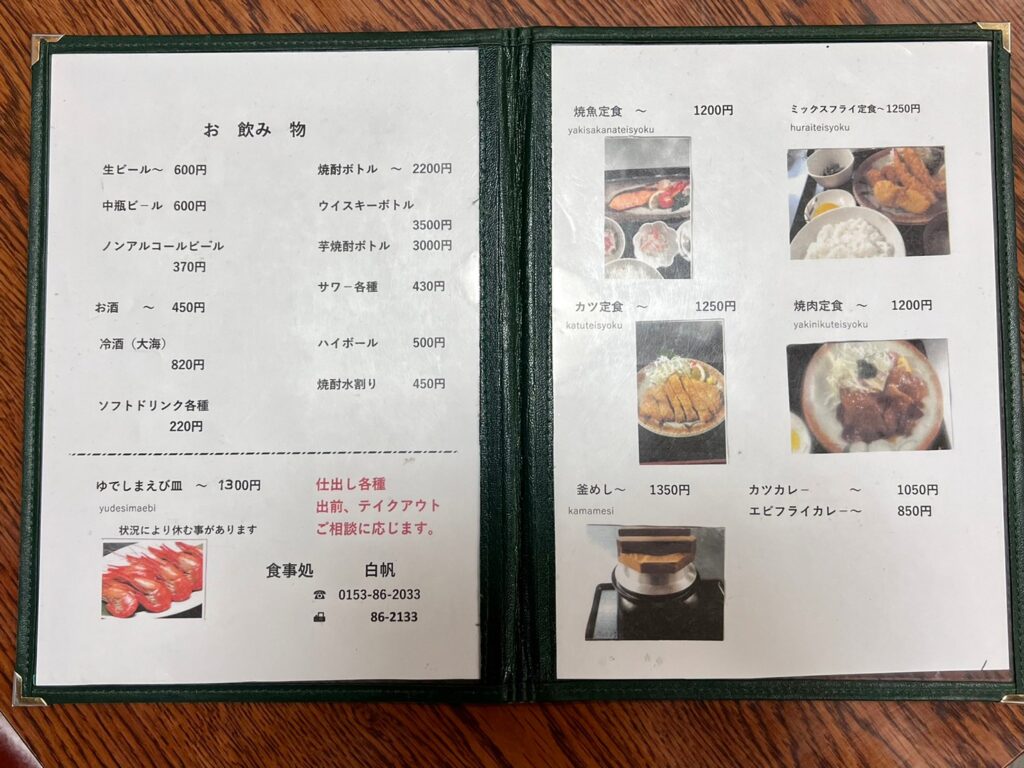 お 飲み 物
生ビール～ 600円
中瓶ビール 600円
ノンアルコールビール
370円
お酒 ～ 450円
冷酒（大海）
820円
ソフトドリンク各種
220円
焼酎ボトル ～ 2200円
ウイスキーボトル
3500円
芋焼酎ボトル 3000円
サワー各種 430円
ハイボール 500円
焼酎水割り 450円
ゆでしまえび皿 ～ 1300円
yudesimaebi
状況により休む事があります
仕出し各種
出前、テイクアウト
ご相談に応じます。
食事処 白帆
☎ 0153-86-2033
86-2133
焼魚定食 ～ 1200円
yakisakanateisyoku
ミックスフライ定食～1250円
huraiteisyoku
カツ定食 ～ 1250円
katuteisyoku
焼肉定食 ～ 1200円
yakinikuteisyoku
釜めし～ 1350円
kamamesi
カツカレー ～ 1050円
エビフライカレー～ 850円